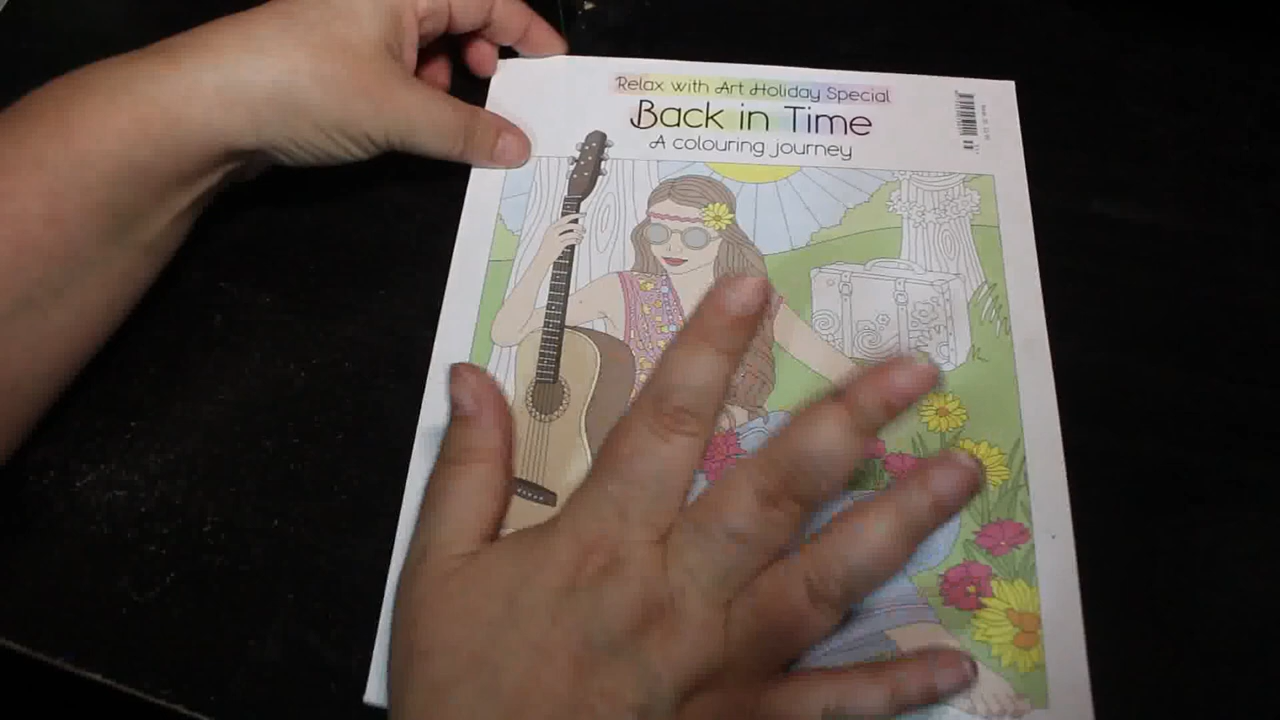 Relax with Art Holiday Special
Back in Time
A colouring journey